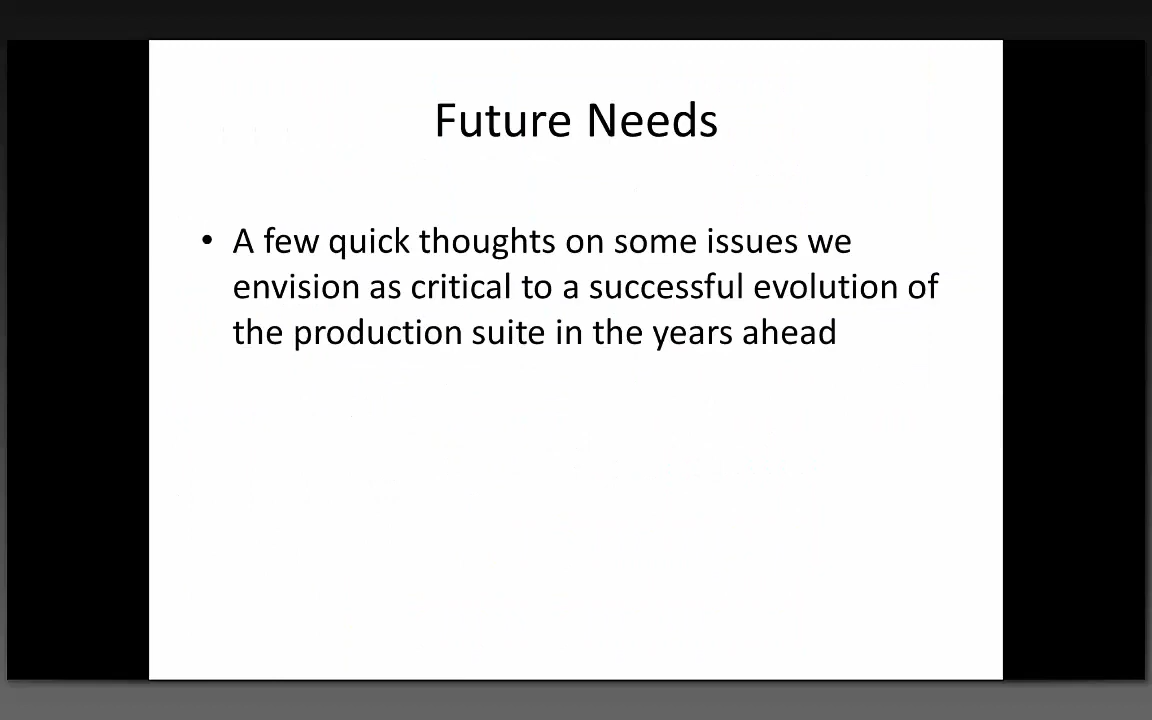 Future Needs
• A few quick thoughts on some issues we
envision as critical to a successful evolution of
the production suite in the years ahead